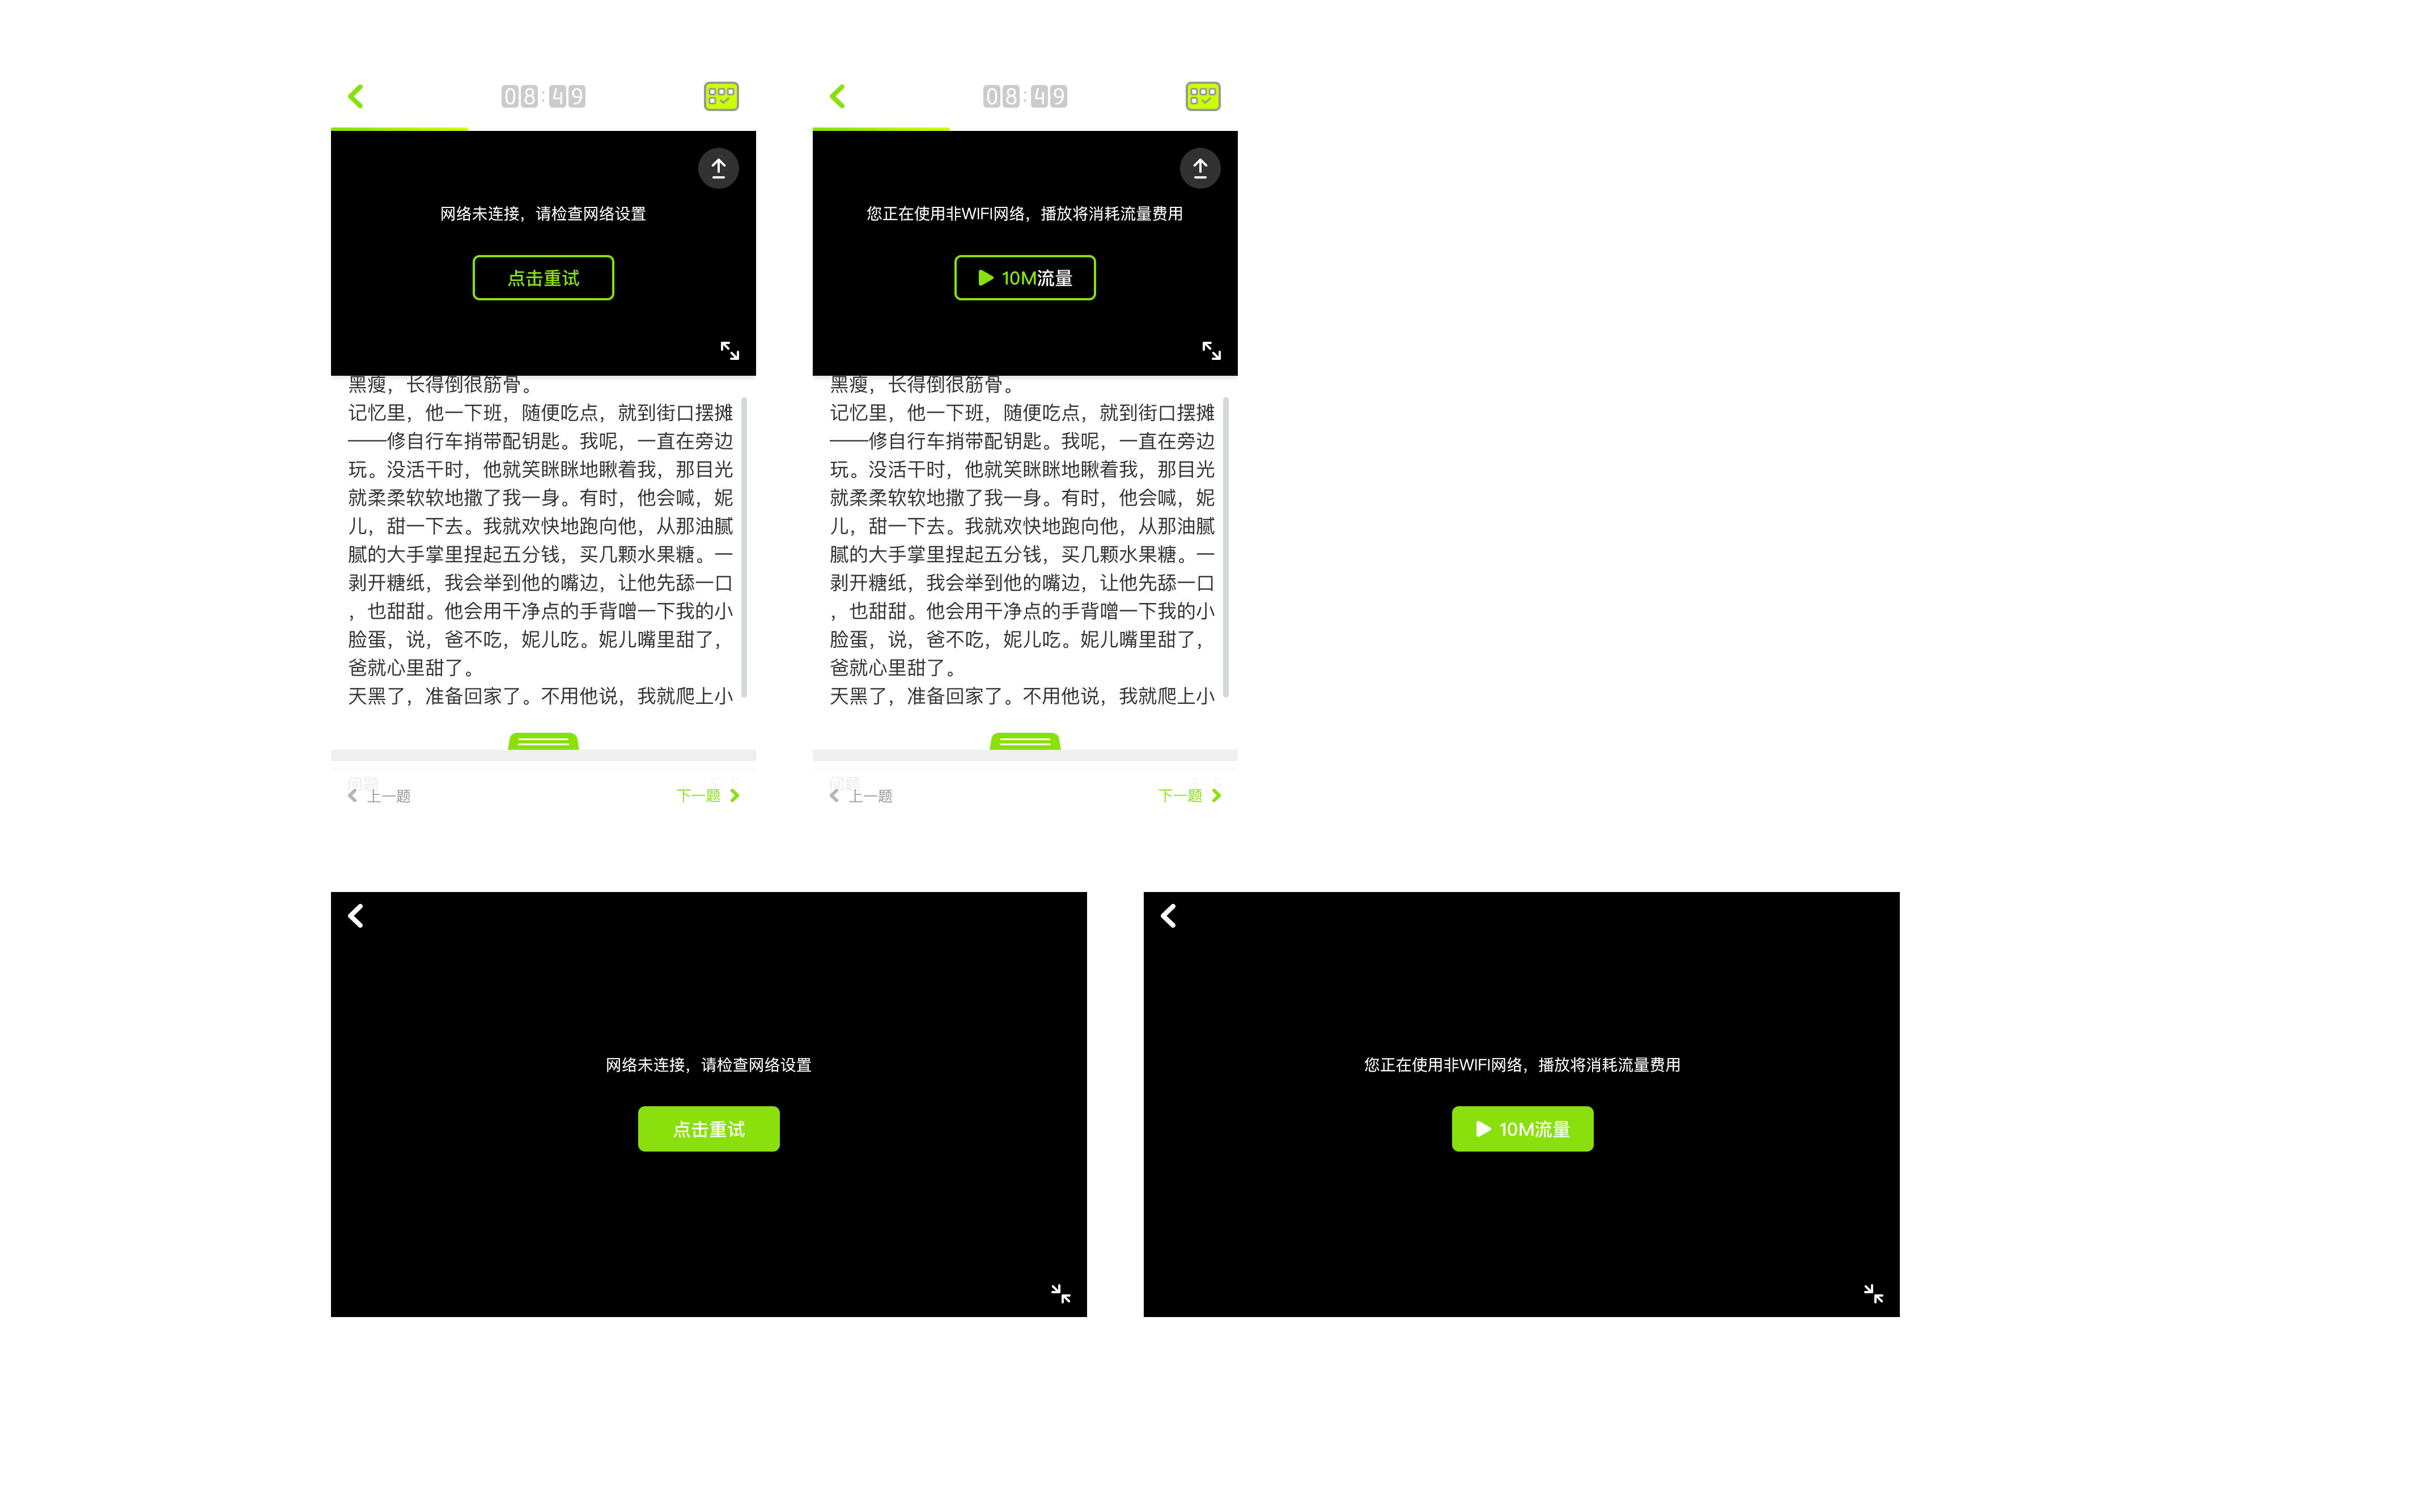 08:49
网络未连接，请检查网络设置
点击重试
黑瘦，长得倒很筋骨。
记忆里，他一下班，随便吃点，就到街口摆摊
——修自行车捎带配钥匙。我呢，一直在旁边
玩。没活干时，他就笑眯眯地瞅着我，那目光
就柔柔软软地撒了我一身。有时，他会喊，妮
儿，甜一下去。我就欢快地跑向他，从那油腻
腻的大手掌里捏起五分钱，买几颗水果糖。一
剥开糖纸，我会举到他的嘴边，让他先舔一口
，也甜甜。他会用干净点的手背噌一下我的小
脸蛋，说，爸不吃，妮儿吃。妮儿嘴里甜了，
爸就心里甜了。
天黑了，准备回家了。不用他说，我就爬上小
问题
上一题
下一题
08:49
您正在使用非WIFI网络，播放将消耗流量费用
10M流量
黑瘦，长得倒很筋骨。
记忆里，他一下班，随便吃点，就到街口摆摊
——修自行车捎带配钥匙。我呢，一直在旁边
玩。没活干时，他就笑眯眯地瞅着我，那目光
就柔柔软软地撒了我一身。有时，他会喊，妮
儿，甜一下去。我就欢快地跑向他，从那油腻
腻的大手掌里捏起五分钱，买几颗水果糖。一
剥开糖纸，我会举到他的嘴边，让他先舔一口
，也甜甜。他会用干净点的手背噌一下我的小
脸蛋，说，爸不吃，妮儿吃。妮儿嘴里甜了，
爸就心里甜了。
天黑了，准备回家了。不用他说，我就爬上小
问题
上一题
下一题
网络未连接，请检查网络设置
点击重试
您正在使用非WIFI网络，播放将消耗流量费用
10M流量